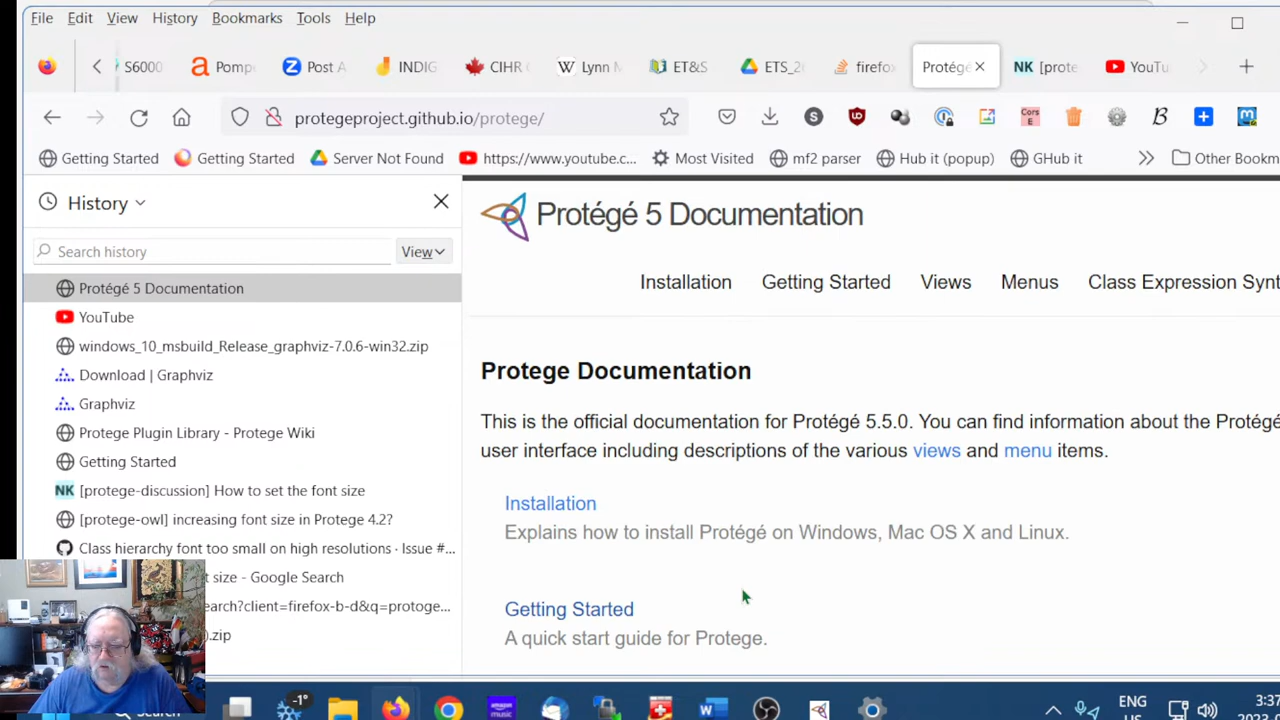 File Edit View History Bookmarks Tools Help
S6000 Pomp Post A INDIG CIHR Lynn M ET&S ETS_2 firefo Protégé NK [prote YouTu
protegeproject.github.io/protege/
Getting Started Getting Started Server Not Found https://www.youtube.c... Most Visited mf2 parser Hub it (popup) GHub it Other Bookm
History
Search history View
Protégé 5 Documentation
YouTube
windows_10_msbuild_Release_graphviz-7.0.6-win32.zip
Download | Graphviz
Graphviz
Protege Plugin Library - Protege Wiki
Getting Started
NK [protege-discussion] How to set the font size
[protege-owl] increasing font size in Protege 4.2?
Class hierarchy font too small on high resolutions · Issue #...
t size - Google Search
earch?client=firefox-b-d&q=protoge...
).zip
Protégé 5 Documentation
Installation Getting Started Views Menus Class Expression Synt
Protege Documentation
This is the official documentation for Protégé 5.5.0. You can find information about the Protégé
user interface including descriptions of the various views and menu items.
Installation
Explains how to install Protégé on Windows, Mac OS X and Linux.
Getting Started
A quick start guide for Protege.
Search -1° ENG 3:37
US